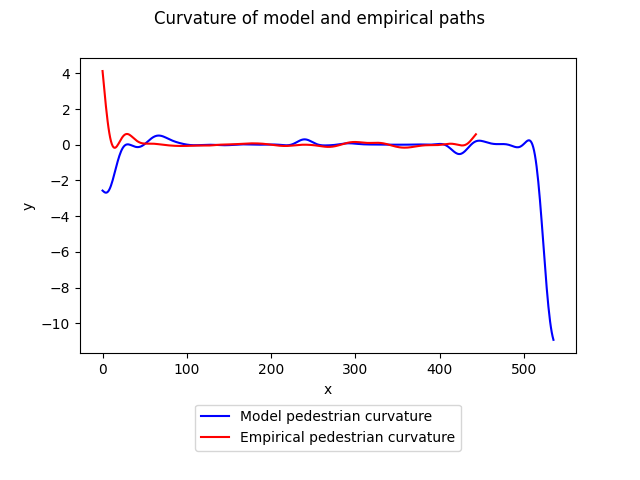 Curvature of model and empirical paths
4
2
0
−2
−4
−6
−8
−10
y
0 100 200 300 400 500
x
Model pedestrian curvature
Empirical pedestrian curvature